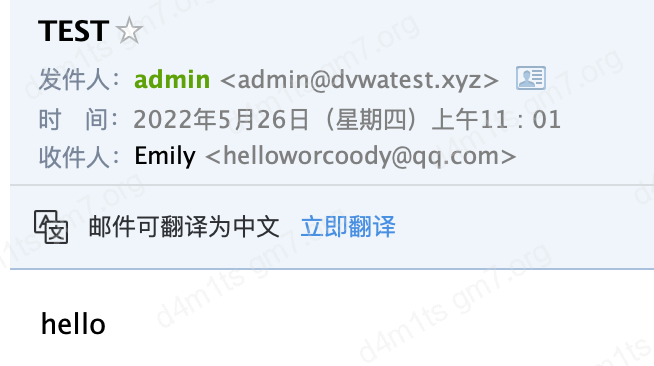 TEST
发件人：admin <admin@dvwatest.xyz>
时 间：2022年5月26日（星期四）上午11：01
收件人：Emily <helloworcoody@qq.com>
邮件可翻译为中文 立即翻译
hello
d4m1ts gm7.org